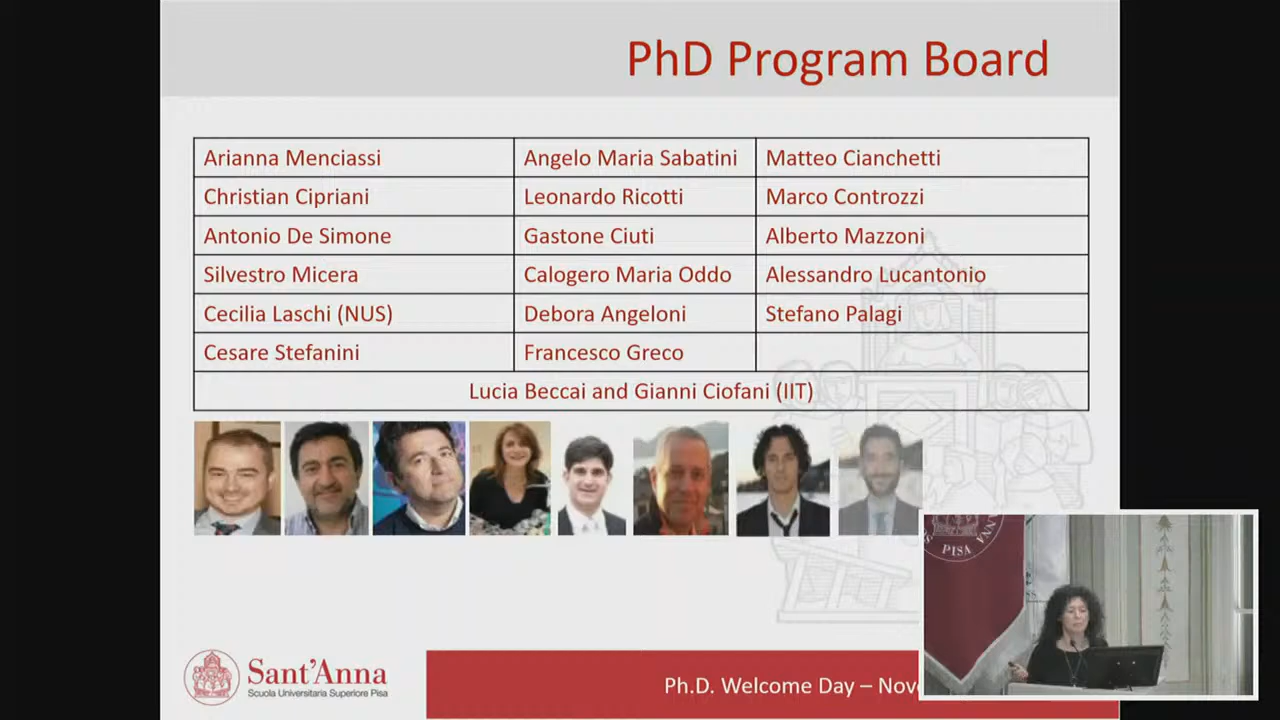 PhD Program Board
Arianna Menciassi Angelo Maria Sabatini Matteo Cianchetti
Christian Cipriani Leonardo Ricotti Marco Controzzi
Antonio De Simone Gastone Ciuti Alberto Mazzoni
Silvestro Micera Calogero Maria Oddo Alessandro Lucantonio
Cecilia Laschi (NUS) Debora Angeloni Stefano Palagi
Cesare Stefanini Francesco Greco
Lucia Beccai and Gianni Ciofani (IIT)
PISA
Sant'Anna
Scuola Universitaria Superiore Pisa
Ph.D. Welcome Day – Nov